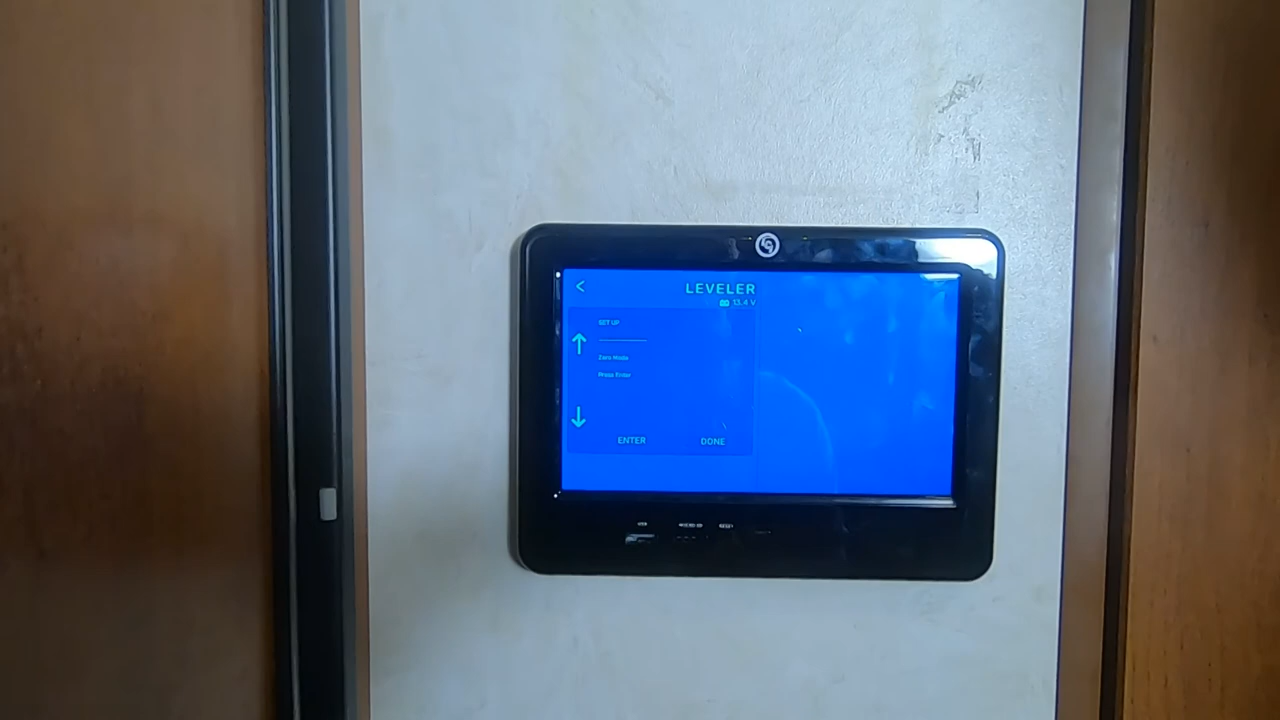 <
LEVELER
13.4 V
SET UP
Zero Mode
Press Enter
ENTER
DONE